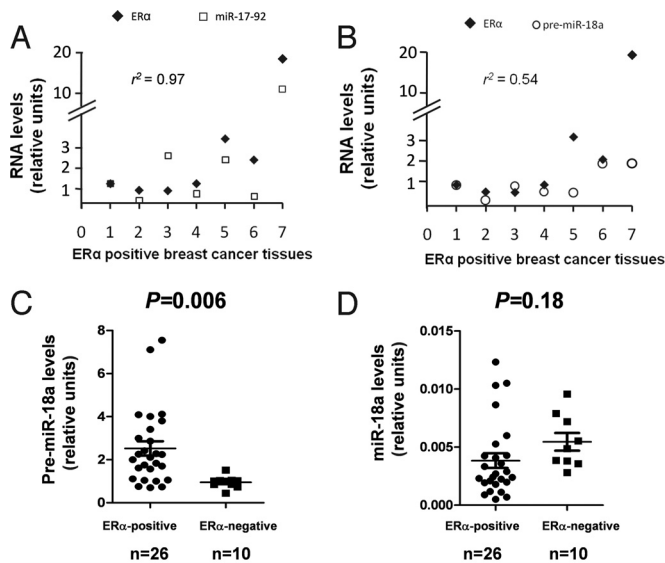 A
◆ ERα □ miR-17-92
r² = 0.97
RNA levels
(relative units)
20
10
3
2
1
0 1 2 3 4 5 6 7
ERα positive breast cancer tissues
B
◆ ERα ○ pre-miR-18a
r² = 0.54
RNA levels
(relative units)
20
10
3
2
1
0 1 2 3 4 5 6 7
ERα positive breast cancer tissues
C
P=0.006
Pre-miR-18a levels
(relative units)
8
6
4
2
0
ERα-positive ERα-negative
n=26 n=10
D
P=0.18
miR-18a levels
(relative units)
0.015
0.010
0.005
0.000
ERα-positive ERα-negative
n=26 n=10